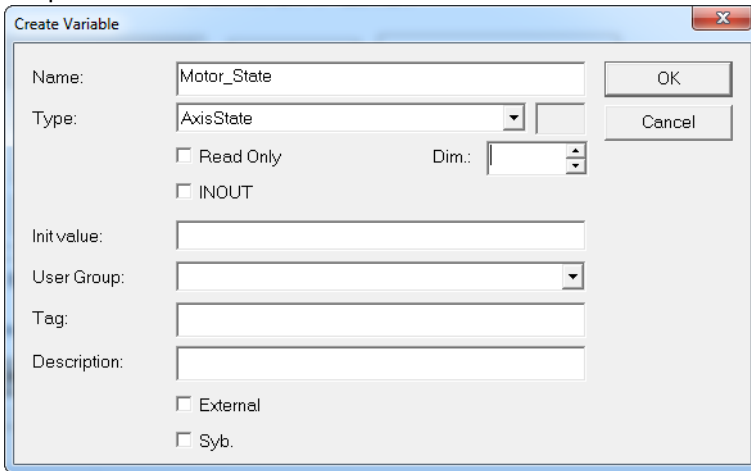 Create Variable
Name: Motor_State OK
Type: AxisState Cancel
Read Only Dim.:
INOUT
Init value:
User Group:
Tag:
Description:
External
Syb.